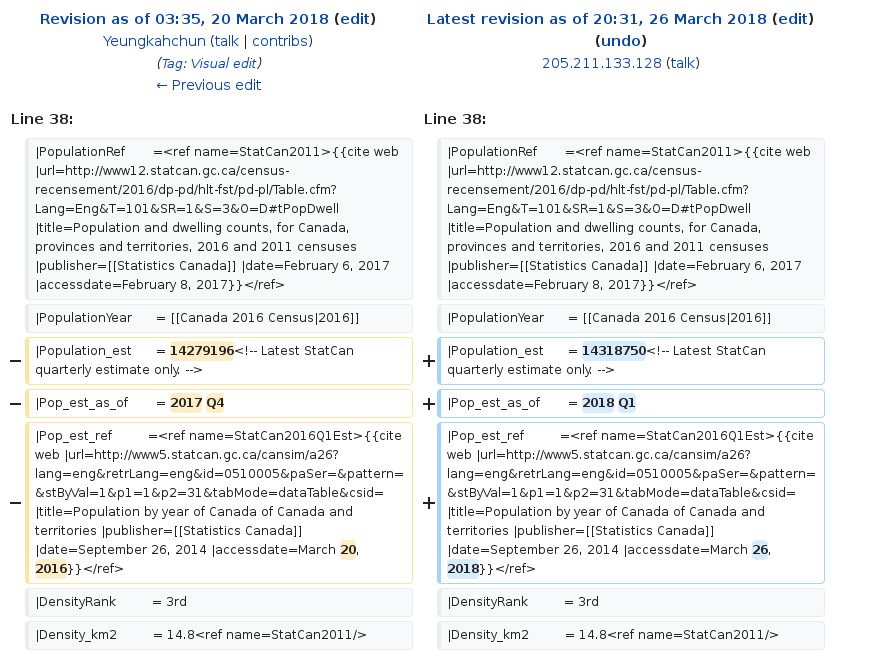 Revision as of 03:35, 20 March 2018 (edit)
Yeungkahchun (talk | contribs)
(Tag: Visual edit)
← Previous edit
Latest revision as of 20:31, 26 March 2018 (edit)
(undo)
205.211.133.128 (talk)
Line 38:
Line 38:
|PopulationRef =<ref name=StatCan2011>{{cite web
|url=http://www12.statcan.gc.ca/census-
recensement/2016/dp-pd/hlt-fst/pd-pl/Table.cfm?
Lang=Eng&T=101&SR=1&S=3&O=D#tPopDwell
|title=Population and dwelling counts, for Canada,
provinces and territories, 2016 and 2011 censuses
|publisher=[[Statistics Canada]] |date=February 6, 2017
|accessdate=February 8, 2017}}</ref>
|PopulationRef =<ref name=StatCan2011>{{cite web
|url=http://www12.statcan.gc.ca/census-
recensement/2016/dp-pd/hlt-fst/pd-pl/Table.cfm?
Lang=Eng&T=101&SR=1&S=3&O=D#tPopDwell
|title=Population and dwelling counts, for Canada,
provinces and territories, 2016 and 2011 censuses
|publisher=[[Statistics Canada]] |date=February 6, 2017
|accessdate=February 8, 2017}}</ref>
|PopulationYear = [[Canada 2016 Census|2016]]
|PopulationYear = [[Canada 2016 Census|2016]]
− |Population_est = 14279196<!-- Latest StatCan
quarterly estimate only. -->
+ |Population_est = 14318750<!-- Latest StatCan
quarterly estimate only. -->
− |Pop_est_as_of = 2017 Q4
+ |Pop_est_as_of = 2018 Q1
− |Pop_est_ref =<ref name=StatCan2016Q1Est>{{cite
web |url=http://www5.statcan.gc.ca/cansim/a26?
lang=eng&retrLang=eng&id=0510005&paSer=&pattern=
&stByVal=1&p1=1&p2=31&tabMode=dataTable&csid=
|title=Population by year of Canada of Canada and
territories |publisher=[[Statistics Canada]]
|date=September 26, 2014 |accessdate=March 20,
2016}}</ref>
+ |Pop_est_ref =<ref name=StatCan2016Q1Est>{{cite
web |url=http://www5.statcan.gc.ca/cansim/a26?
lang=eng&retrLang=eng&id=0510005&paSer=&pattern=
&stByVal=1&p1=1&p2=31&tabMode=dataTable&csid=
|title=Population by year of Canada of Canada and
territories |publisher=[[Statistics Canada]]
|date=September 26, 2014 |accessdate=March 26,
2018}}</ref>
|DensityRank = 3rd
|DensityRank = 3rd
|Density_km2 = 14.8<ref name=StatCan2011/>
|Density_km2 = 14.8<ref name=StatCan2011/>